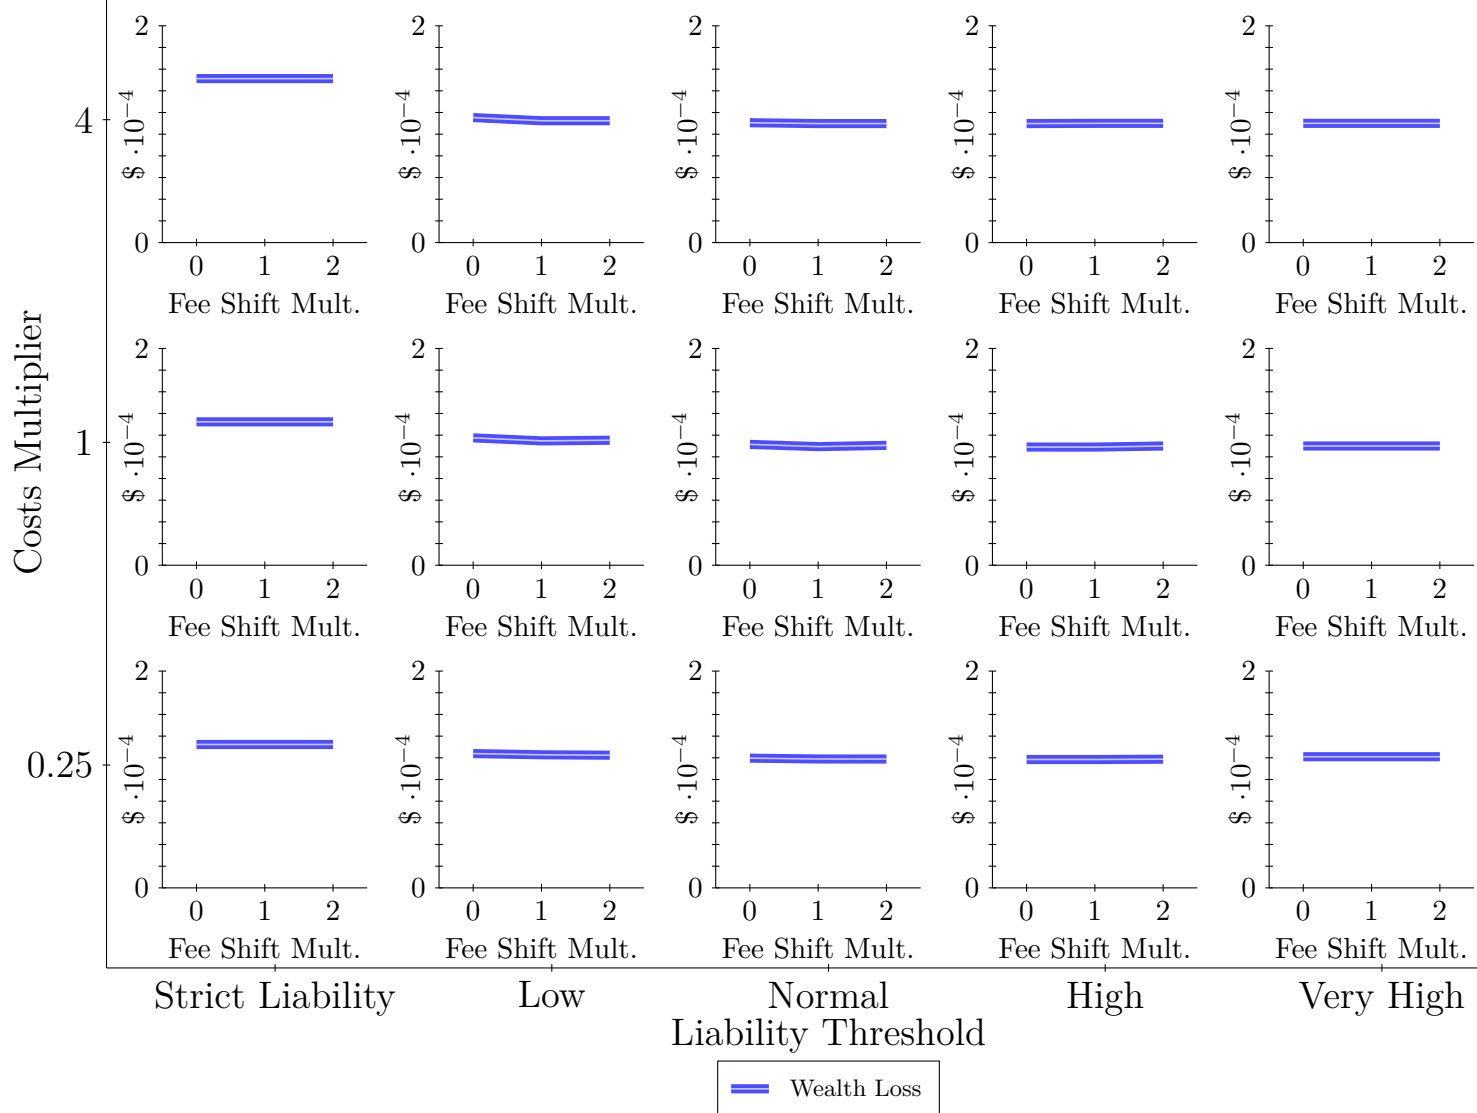 2 2 2 2 2
$ ·10⁻⁴ $ ·10⁻⁴ $ ·10⁻⁴ $ ·10⁻⁴ $ ·10⁻⁴
4
0 0 0 0 0
0 1 2 0 1 2 0 1 2 0 1 2 0 1 2
Fee Shift Mult. Fee Shift Mult. Fee Shift Mult. Fee Shift Mult. Fee Shift Mult.
Costs Multiplier
2 2 2 2 2
$ ·10⁻⁴ $ ·10⁻⁴ $ ·10⁻⁴ $ ·10⁻⁴ $ ·10⁻⁴
1
0 0 0 0 0
0 1 2 0 1 2 0 1 2 0 1 2 0 1 2
Fee Shift Mult. Fee Shift Mult. Fee Shift Mult. Fee Shift Mult. Fee Shift Mult.
2 2 2 2 2
$ ·10⁻⁴ $ ·10⁻⁴ $ ·10⁻⁴ $ ·10⁻⁴ $ ·10⁻⁴
0.25
0 0 0 0 0
0 1 2 0 1 2 0 1 2 0 1 2 0 1 2
Fee Shift Mult. Fee Shift Mult. Fee Shift Mult. Fee Shift Mult. Fee Shift Mult.
Strict Liability Low Normal High Very High
Liability Threshold
Wealth Loss